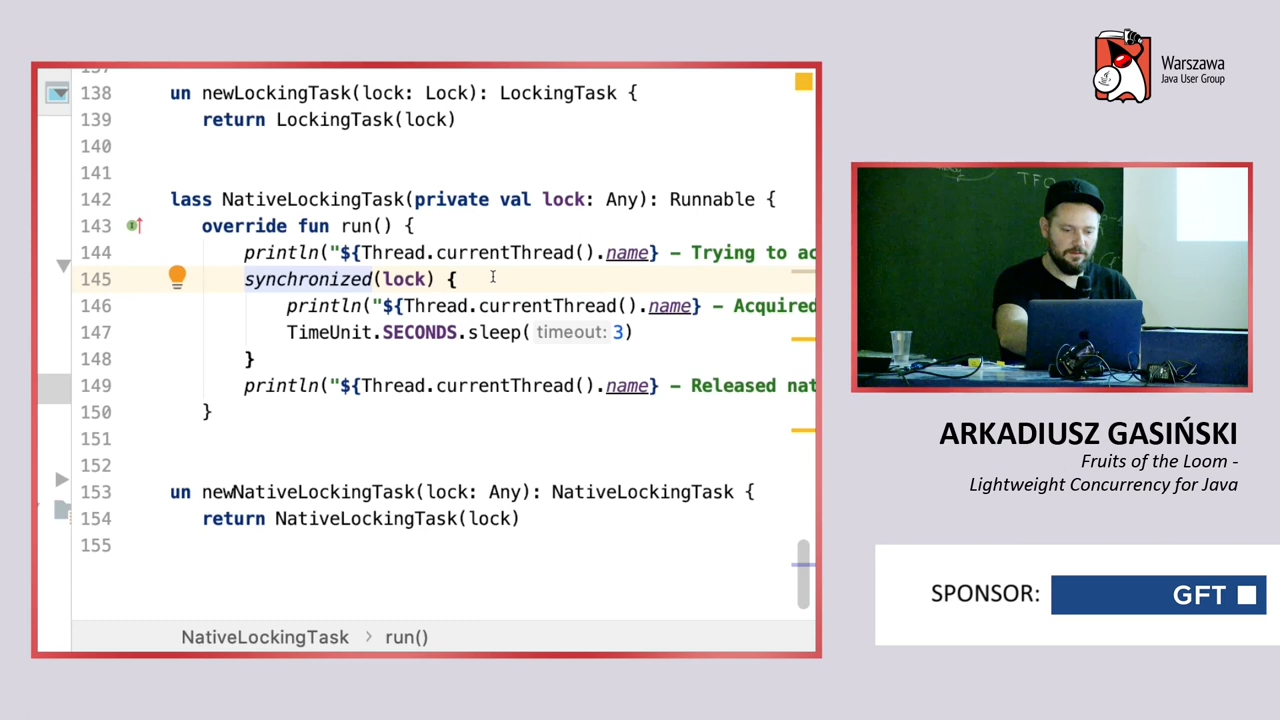 138 un newLockingTask(lock: Lock): LockingTask {
139 return LockingTask(lock)
140
141
142 lass NativeLockingTask(private val lock: Any): Runnable {
143 override fun run() {
144 println("${Thread.currentThread().name} – Trying to ac
145 synchronized(lock) {
146 println("${Thread.currentThread().name} – Acquired
147 TimeUnit.SECONDS.sleep( timeout: 3)
148 }
149 println("${Thread.currentThread().name} – Released nat
150 }
151
152
153 un newNativeLockingTask(lock: Any): NativeLockingTask {
154 return NativeLockingTask(lock)
155
NativeLockingTask > run()
Warszawa
Java User Group
ARKADIUSZ GASIŃSKI
Fruits of the Loom -
Lightweight Concurrency for Java
SPONSOR: GFT